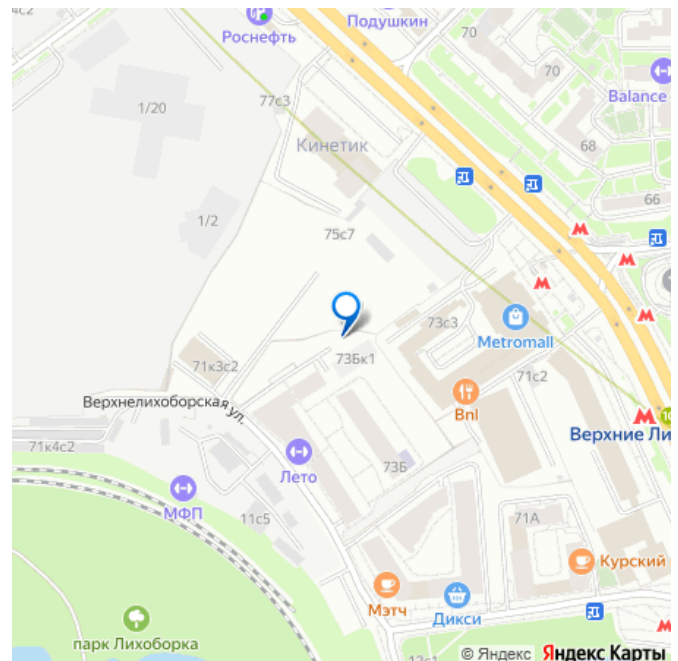 4с2
Роснефть
Подушкин
70
70
Balance
1/20
77с3
Кинетик
68
66
1/2
75с7
73с3
Metromall
73Бк1
71к3с2
71с2
Верхнелихоборская ул.
Bnl
Верхние Ли
71к4с2
Лето
73Б
МФП
11с5
71А
Курский
Мэтч
Дикси
парк Лихоборка
© Яндекс Яндекс Карты